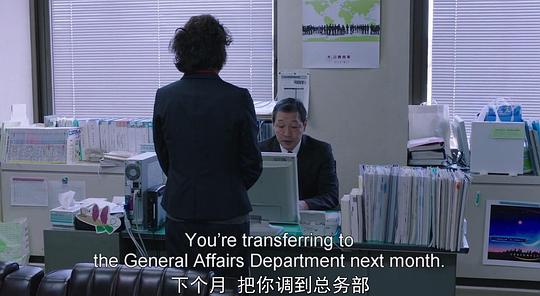 You're transferring to
the General Affairs Department next month.
下个月 把你调到总务部